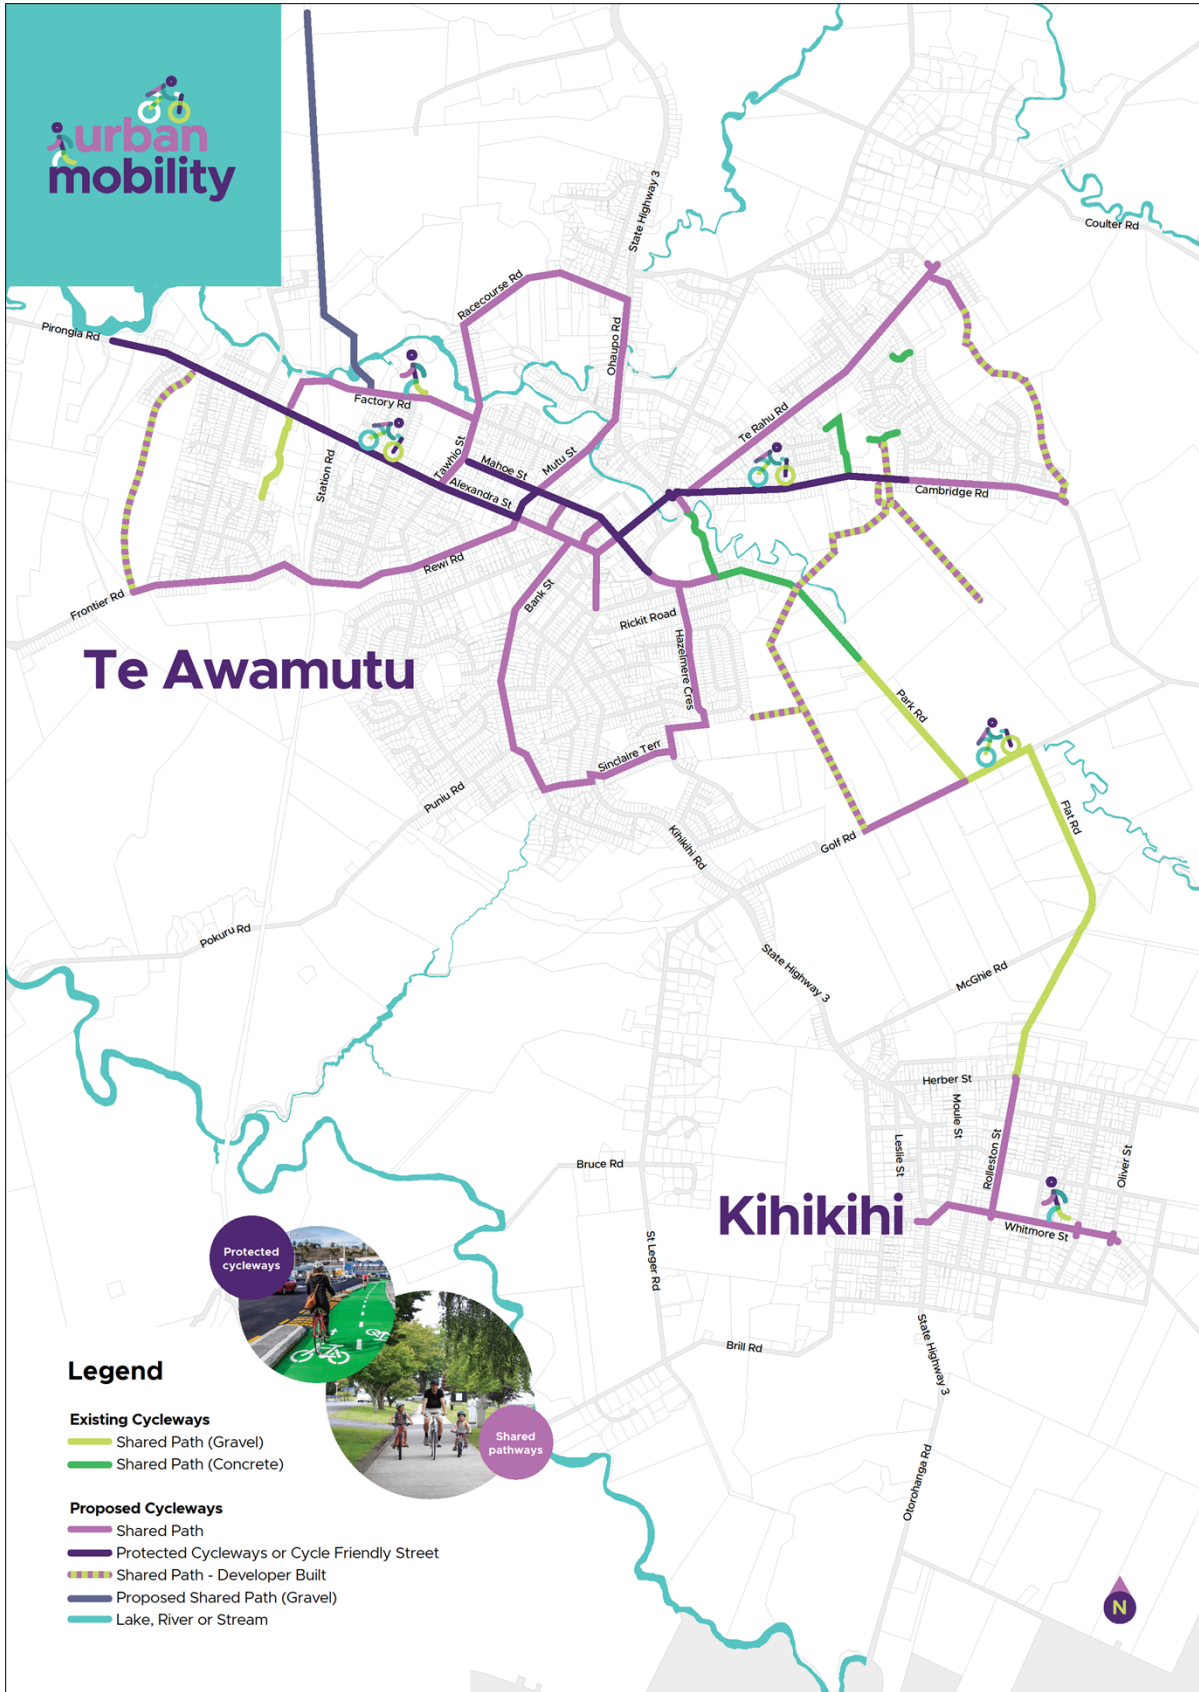 urban
mobility
State Highway 3
Coulter Rd
Racecourse Rd
Pirongia Rd
Ohaupo Rd
Factory Rd
Te Rahu Rd
Tawhio St
Mahoe St
Mutu St
Station Rd
Alexandra St
Cambridge Rd
Rewi Rd
Frontier Rd
Bank St
Rickit Road
Hazelmere Cres
Te Awamutu
Park Rd
Sinclaire Terr
Puniu Rd
Flat Rd
Kihikihi Rd
Golf Rd
Pokuru Rd
State Highway 3
McGhie Rd
Herber St
Moule St
Leslie St
Rolleston St
Oliver St
Bruce Rd
Kihikihi
Whitmore St
St Leger Rd
Protected
cycleways
State Highway 3
Brill Rd
Legend
Existing Cycleways
Shared Path (Gravel)
Shared Path (Concrete)
Shared
pathways
Otorohanga Rd
Proposed Cycleways
Shared Path
Protected Cycleways or Cycle Friendly Street
Shared Path - Developer Built
Proposed Shared Path (Gravel)
Lake, River or Stream
N